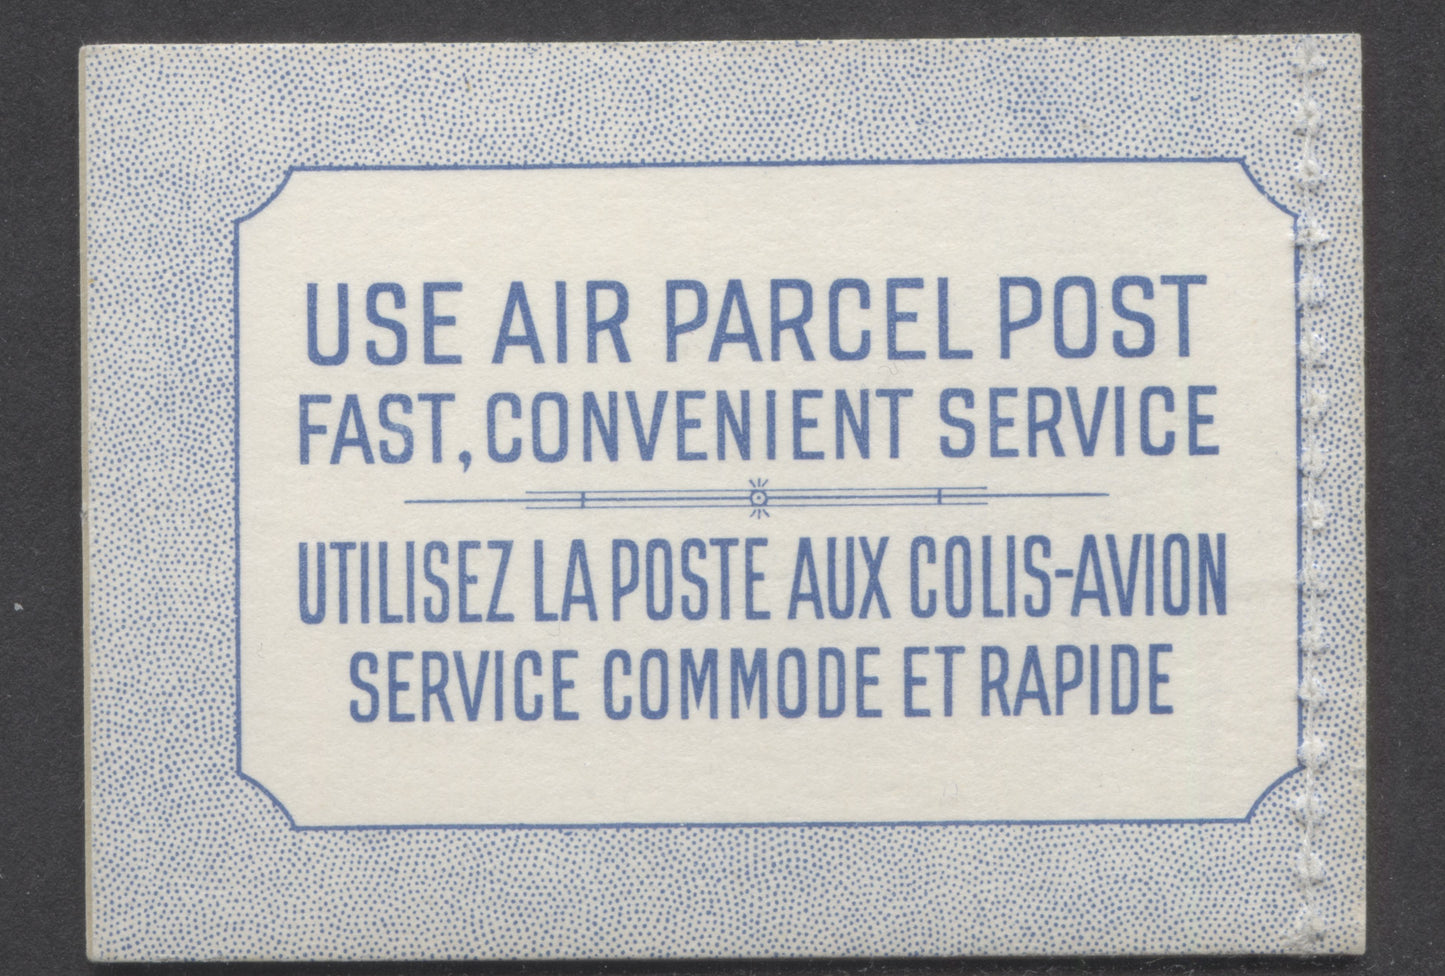 USE AIR PARCEL POST
FAST, CONVENIENT SERVICE
UTILISEZ LA POSTE AUX COLIS-AVION
SERVICE COMMODE ET RAPIDE